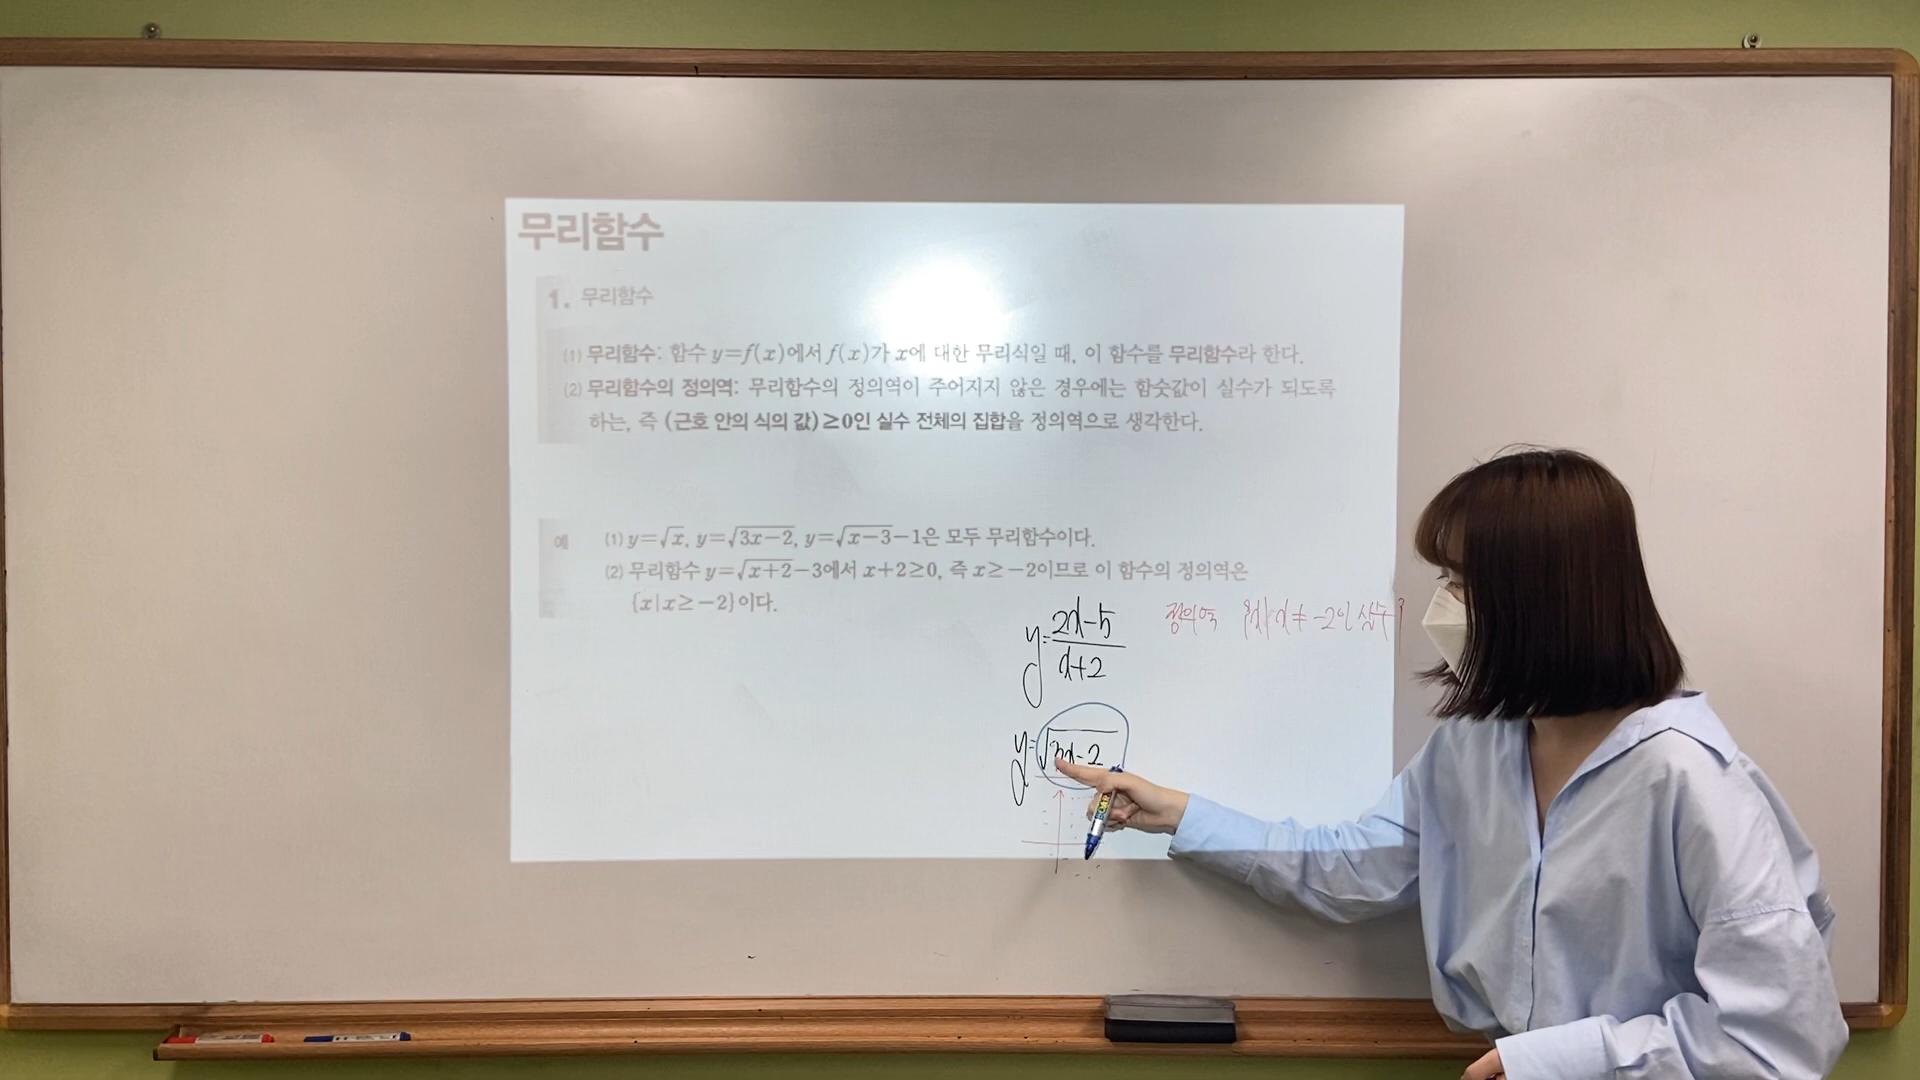 무리함수
1. 무리함수
(1) 무리함수: 함수 y=f(x)에서 f(x)가 x에 대한 무리식일 때, 이 함수를 무리함수라 한다.
(2) 무리함수의 정의역: 무리함수의 정의역이 주어지지 않은 경우에는 함숫값이 실수가 되도록
하는, 즉 (근호 안의 식의 값)≥0인 실수 전체의 집합을 정의역으로 생각한다.
예 (1) y=√x, y=√(3x−2), y=√(x−3)−1은 모두 무리함수이다.
(2) 무리함수 y=√(x+2)−3에서 x+2≥0, 즉 x≥−2이므로 이 함수의 정의역은
{x|x≥−2}이다.
y=(2x-5)/(x+2) 정의역 {x|x≠-2인 실수}
y=√(3x-2)